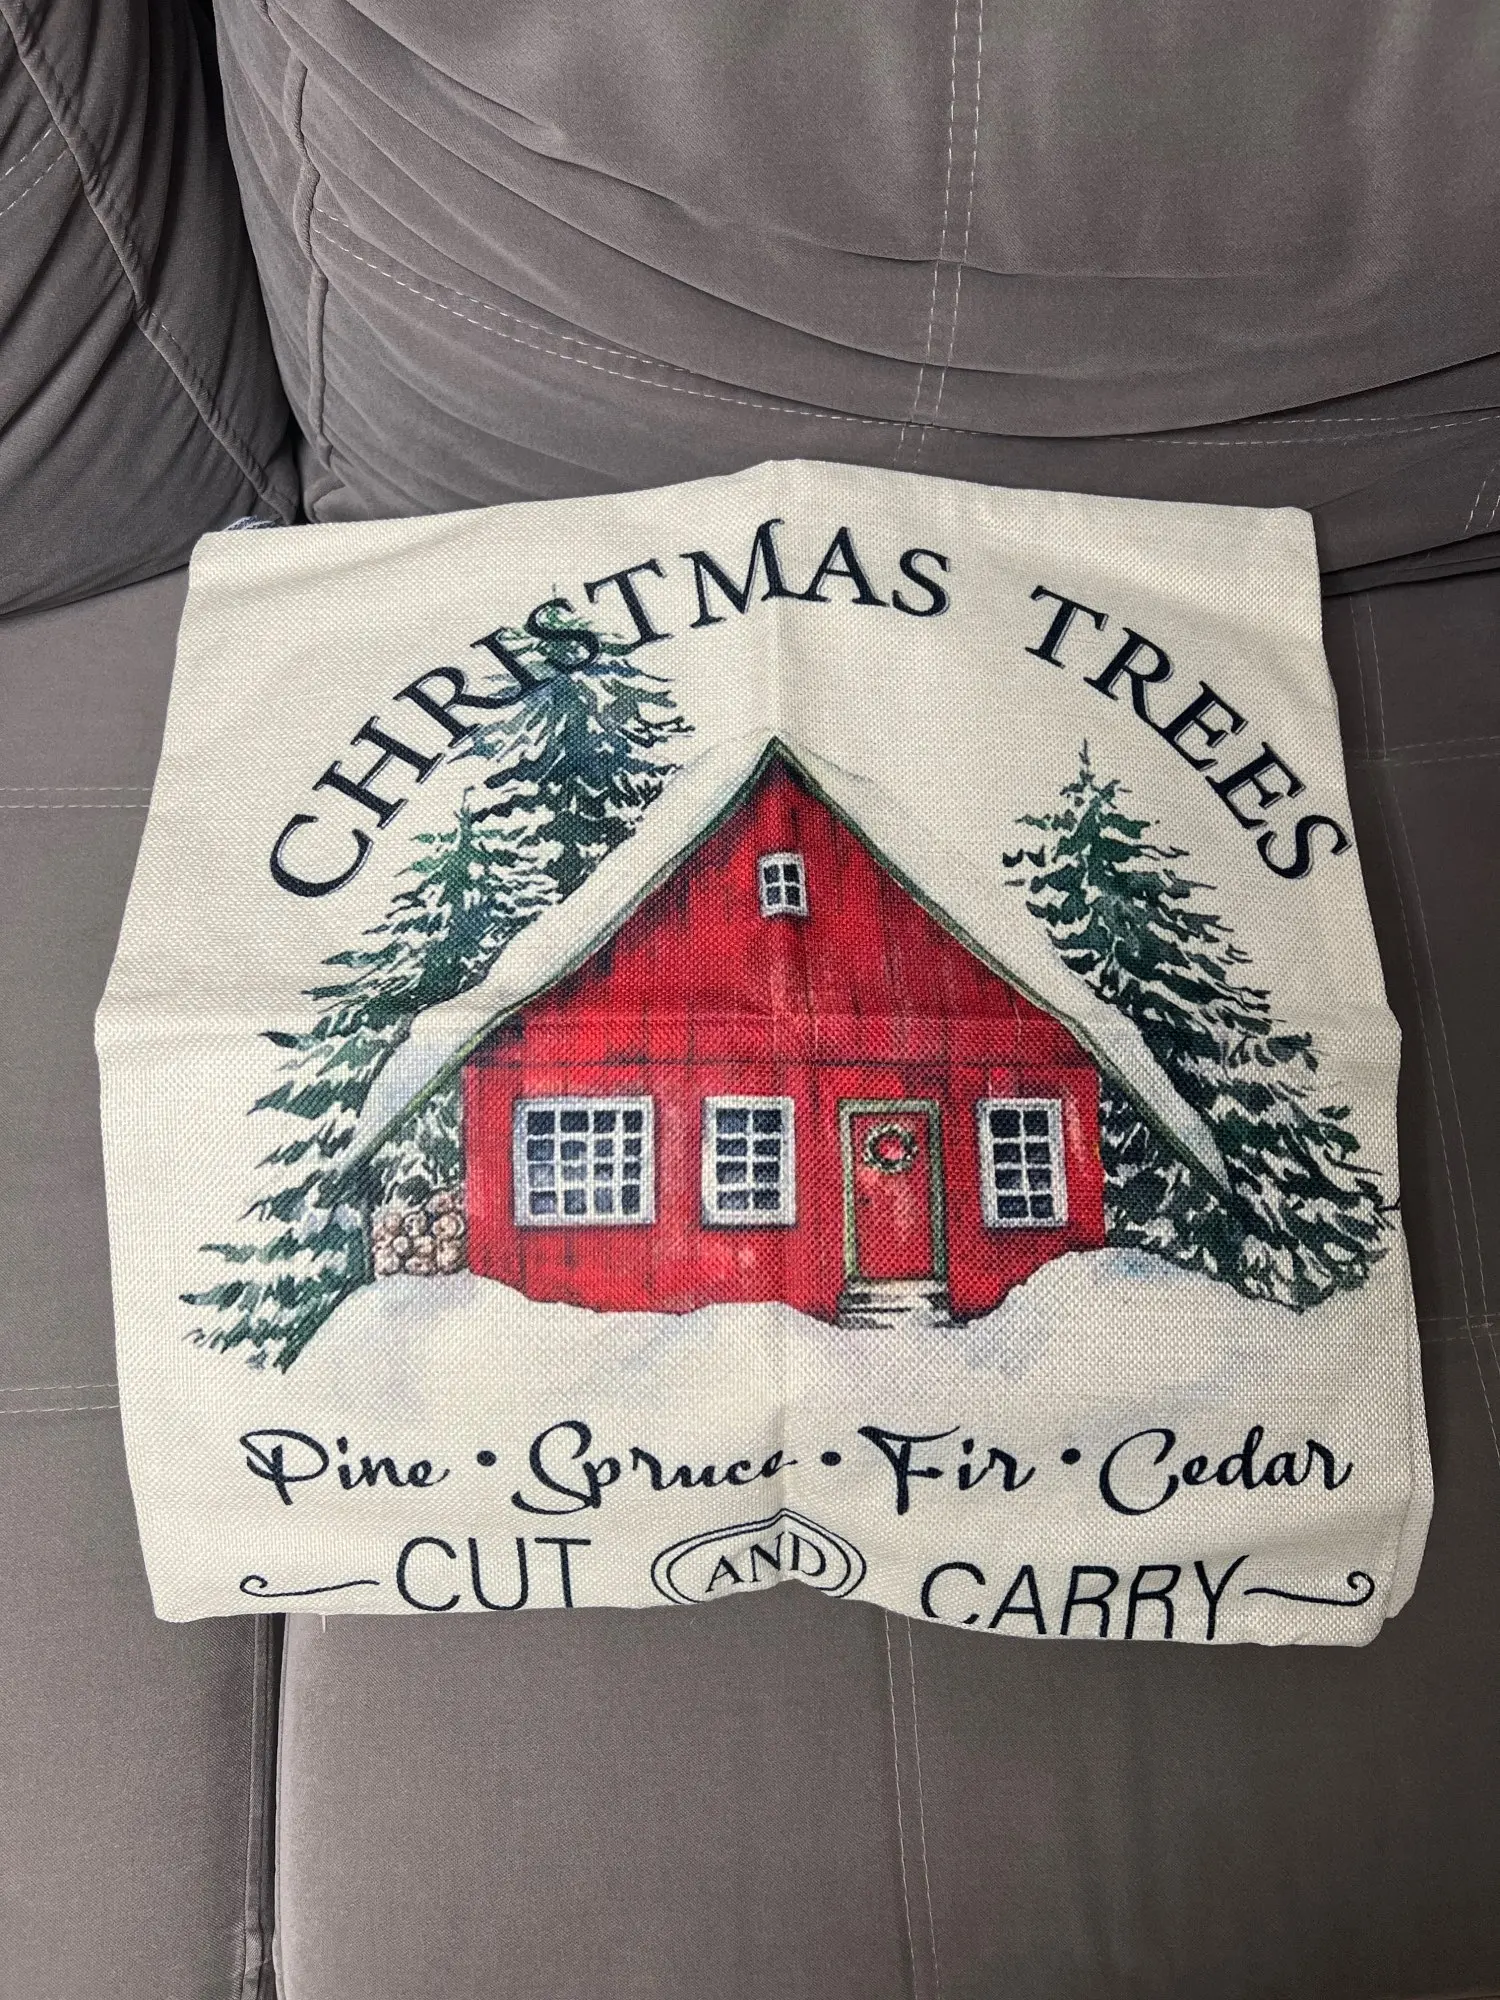 CHRISTMAS TREES
Pine • Spruce • Fir • Cedar
CUT AND CARRY